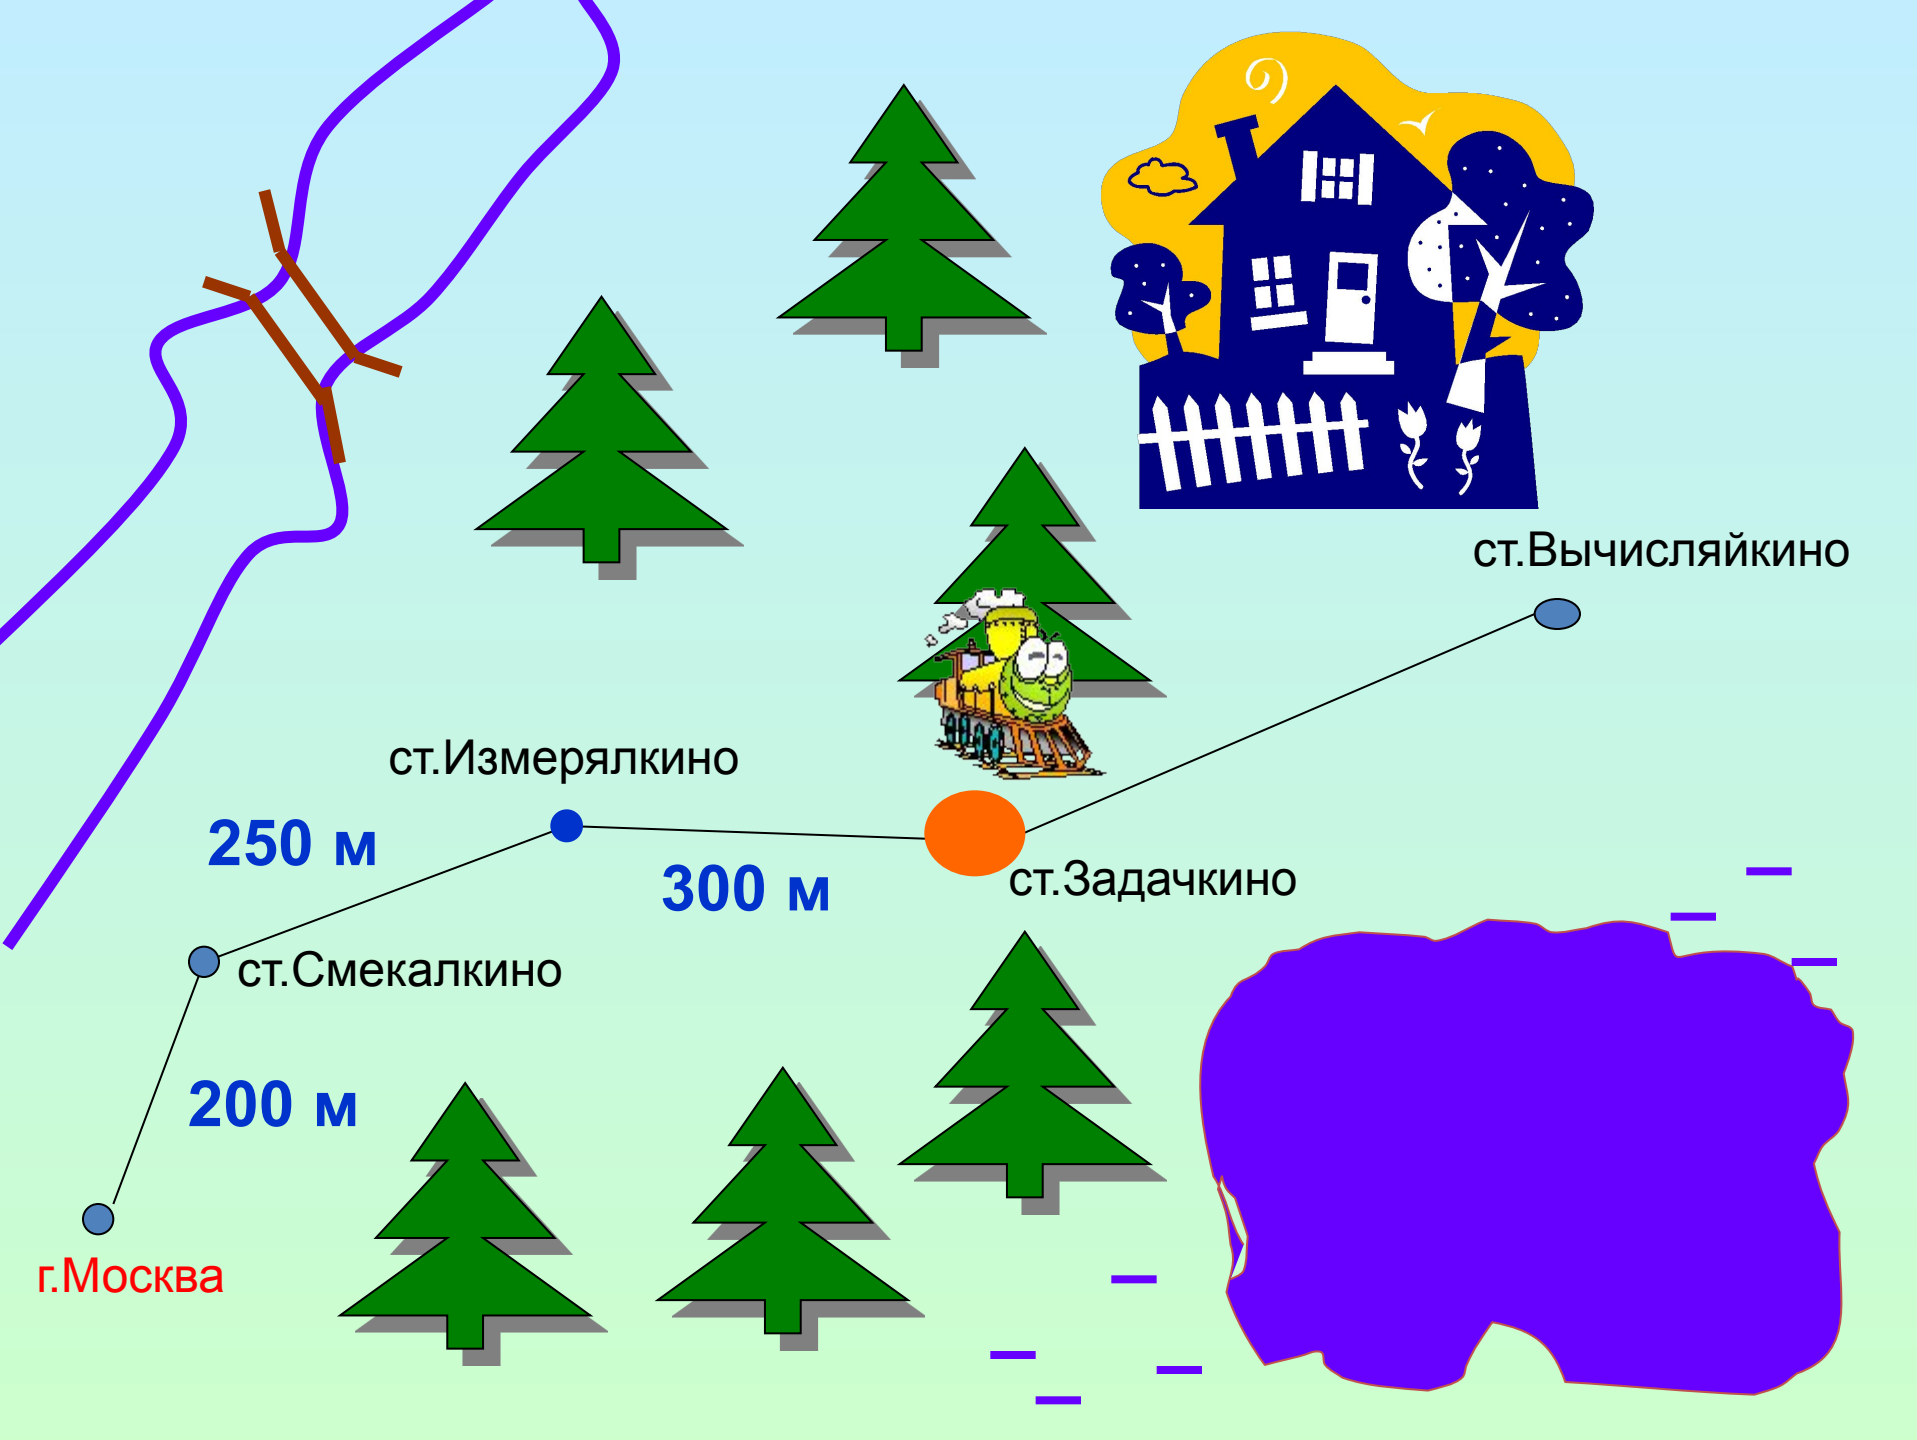 ст.Вычисляйкино
ст.Измерялкино
250 м
300 м
ст.Задачкино
ст.Смекалкино
200 м
г.Москва